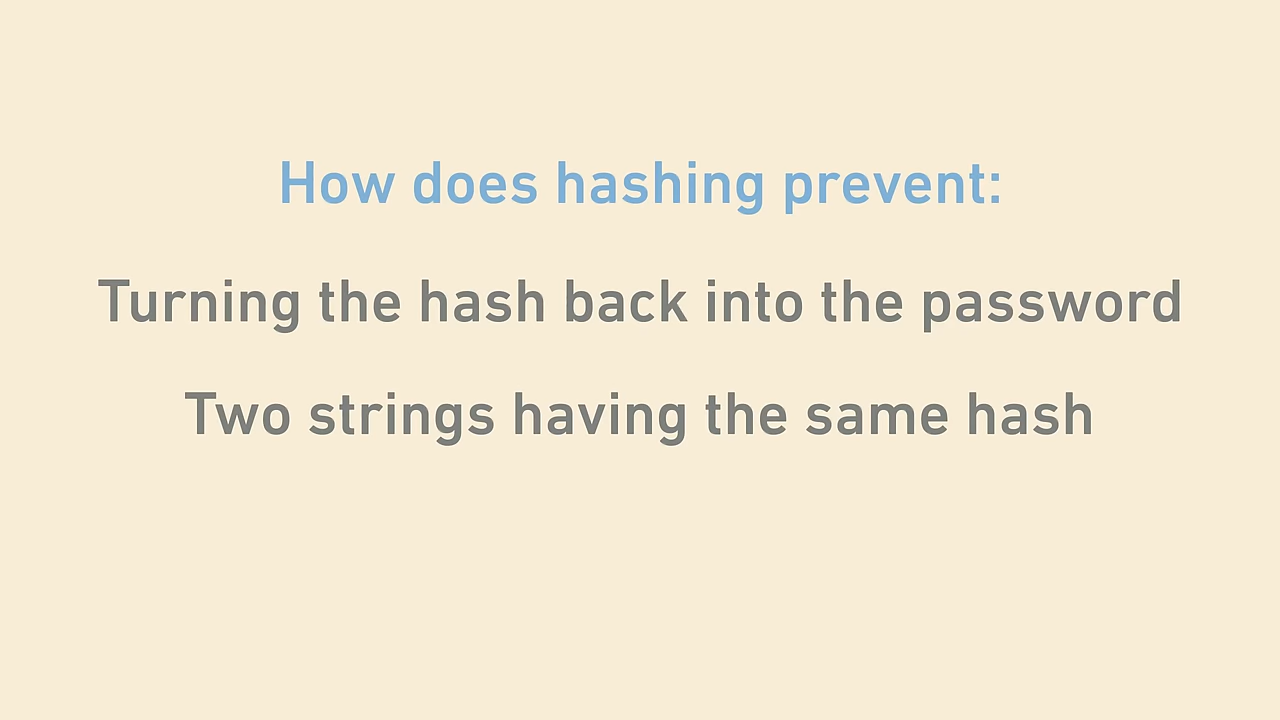 How does hashing prevent:
Turning the hash back into the password
Two strings having the same hash